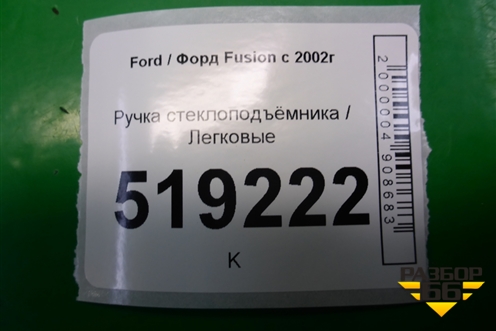 Ford / Форд Fusion с 2002г
Ручка стеклоподъёмника /
Легковые
519222
К
2000004908683
РАЗБОР
66